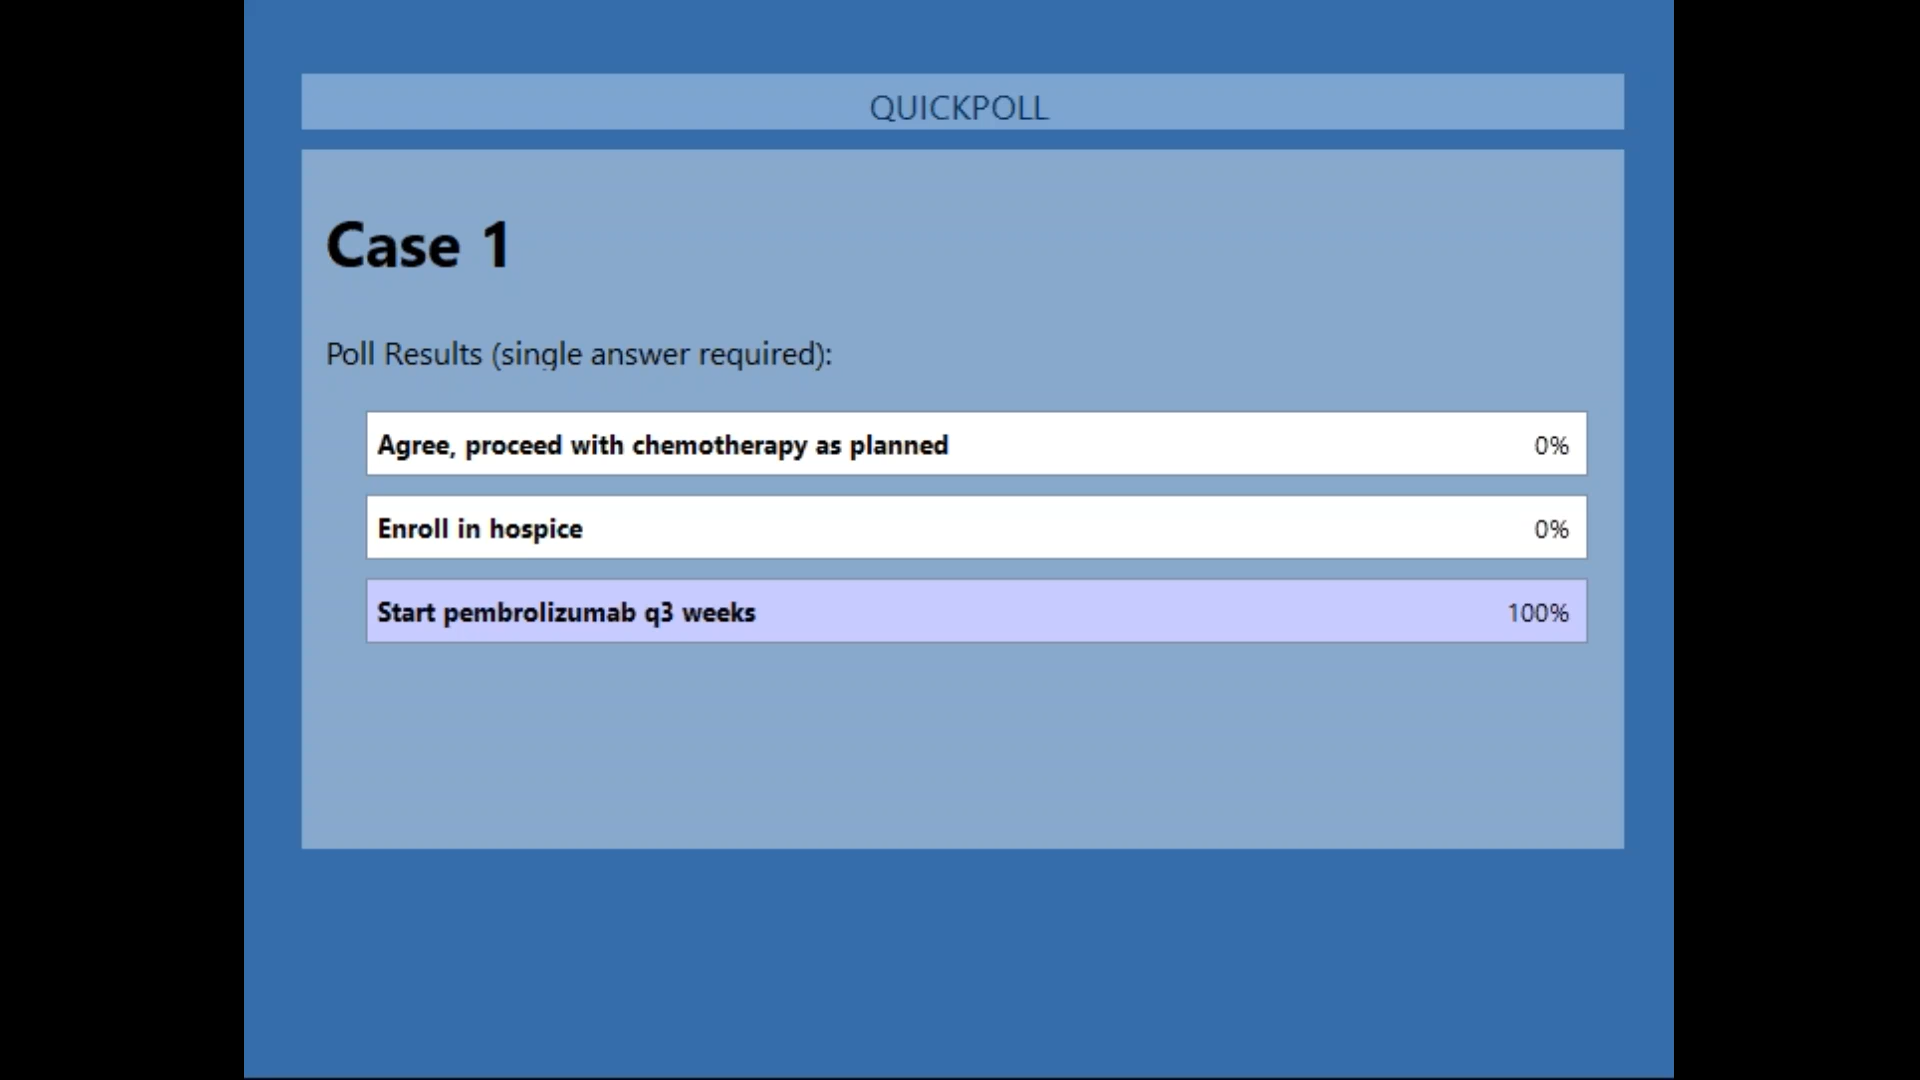 QUICKPOLL
Case 1
Poll Results (single answer required):
Agree, proceed with chemotherapy as planned 0%
Enroll in hospice 0%
Start pembrolizumab q3 weeks 100%